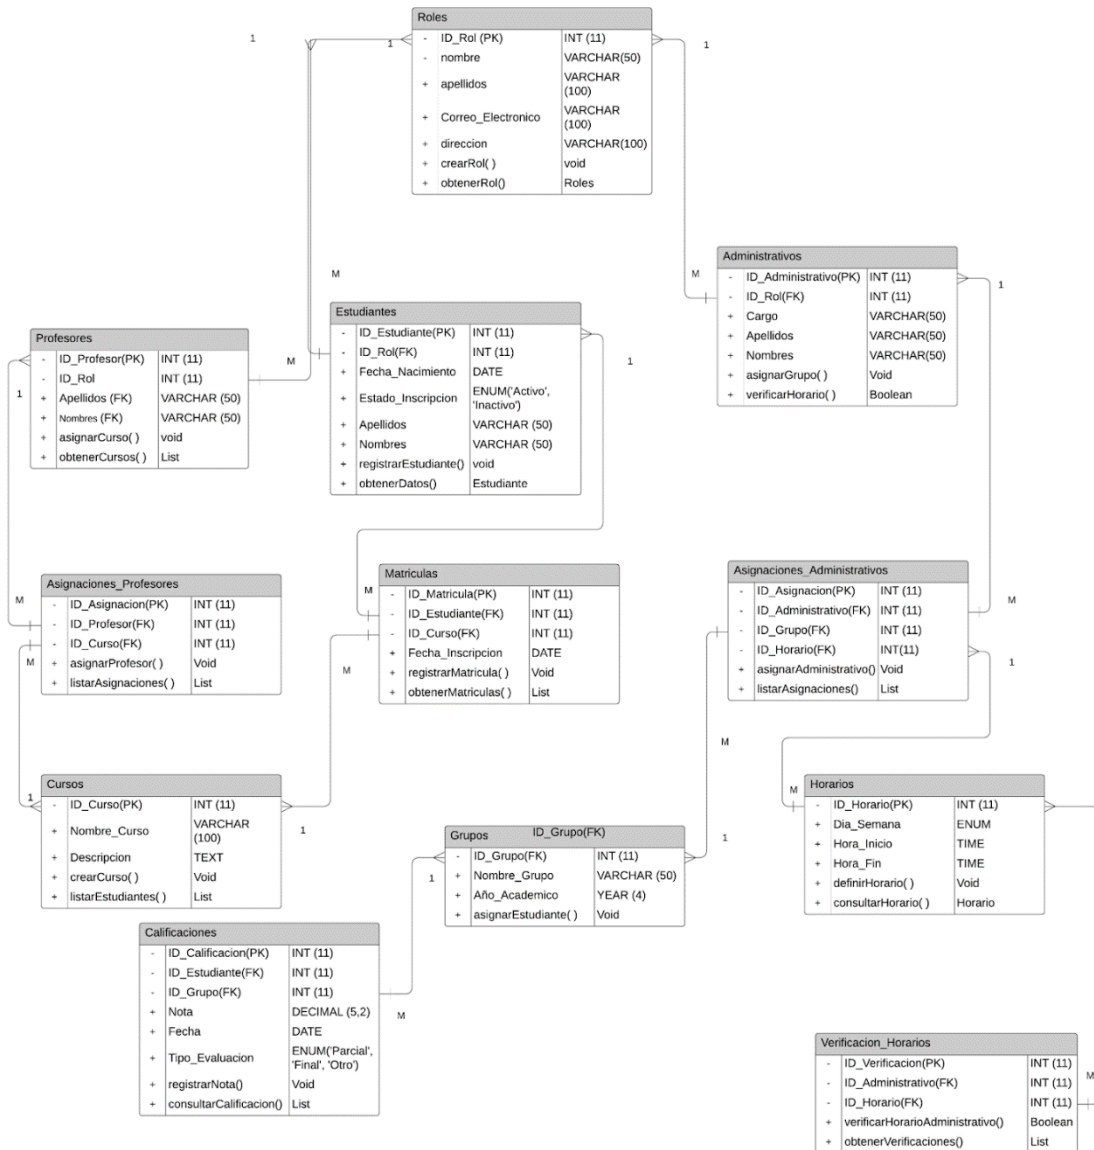 Roles
- ID_Rol (PK) INT (11)
- nombre VARCHAR(50)
+ apellidos VARCHAR
(100)
+ Correo_Electronico VARCHAR
(100)
+ direccion VARCHAR(100)
+ crearRol( ) void
+ obtenerRol() Roles
1
1
1
M
M
Administrativos
- ID_Administrativo(PK) INT (11)
- ID_Rol(FK) INT (11)
+ Cargo VARCHAR(50)
+ Apellidos VARCHAR(50)
+ Nombres VARCHAR(50)
+ asignarGrupo( ) Void
+ verificarHorario( ) Boolean
1
Estudiantes
- ID_Estudiante(PK) INT (11)
- ID_Rol(FK) INT (11)
+ Fecha_Nacimiento DATE
+ Estado_Inscripcion ENUM('Activo',
'Inactivo')
+ Apellidos VARCHAR (50)
+ Nombres VARCHAR (50)
+ registrarEstudiante() void
+ obtenerDatos() Estudiante
1
Profesores
- ID_Profesor(PK) INT (11)
- ID_Rol INT (11)
+ Apellidos (FK) VARCHAR (50)
+ Nombres (FK) VARCHAR (50)
+ asignarCurso( ) void
+ obtenerCursos( ) List
M
1
Asignaciones_Profesores
- ID_Asignacion(PK) INT (11)
- ID_Profesor(FK) INT (11)
- ID_Curso(FK) INT (11)
+ asignarProfesor( ) Void
+ listarAsignaciones( ) List
M
M
Matriculas
- ID_Matricula(PK) INT (11)
- ID_Estudiante(FK) INT (11)
- ID_Curso(FK) INT (11)
+ Fecha_Inscripcion DATE
+ registrarMatricula( ) Void
+ obtenerMatriculas( ) List
M
M
Asignaciones_Administrativos
- ID_Asignacion(PK) INT (11)
- ID_Administrativo(FK) INT (11)
- ID_Grupo(FK) INT (11)
- ID_Horario(FK) INT(11)
+ asignarAdministrativo() Void
+ listarAsignaciones() List
M
1
M
M
Cursos
- ID_Curso(PK) INT (11)
+ Nombre_Curso VARCHAR
(100)
+ Descripcion TEXT
+ crearCurso( ) Void
+ listarEstudiantes( ) List
1
1
Grupos ID_Grupo(FK)
- ID_Grupo(FK) INT (11)
+ Nombre_Grupo VARCHAR (50)
+ Año_Academico YEAR (4)
+ asignarEstudiante( ) Void
1
1
Horarios
- ID_Horario(PK) INT (11)
+ Dia_Semana ENUM
+ Hora_Inicio TIME
+ Hora_Fin TIME
+ definirHorario( ) Void
+ consultarHorario( ) Horario
Calificaciones
- ID_Calificacion(PK) INT (11)
- ID_Estudiante(FK) INT (11)
- ID_Grupo(FK) INT (11)
+ Nota DECIMAL (5,2)
+ Fecha DATE
+ Tipo_Evaluacion ENUM('Parcial',
'Final', 'Otro')
+ registrarNota() Void
+ consultarCalificacion() List
M
Verificacion_Horarios
- ID_Verificacion(PK) INT (11)
- ID_Administrativo(FK) INT (11)
- ID_Horario(FK) INT (11)
+ verificarHorarioAdministrativo() Boolean
+ obtenerVerificaciones() List
M